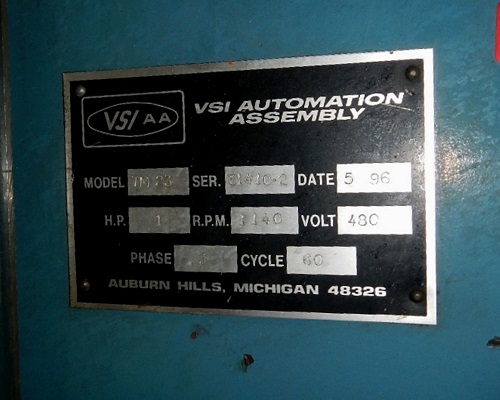 VSI AA
VSI AUTOMATION
ASSEMBLY
MODEL SER. DATE 5 96
H.P. 1 R.P.M. 1140 VOLT 480
PHASE CYCLE 60
AUBURN HILLS, MICHIGAN 48326